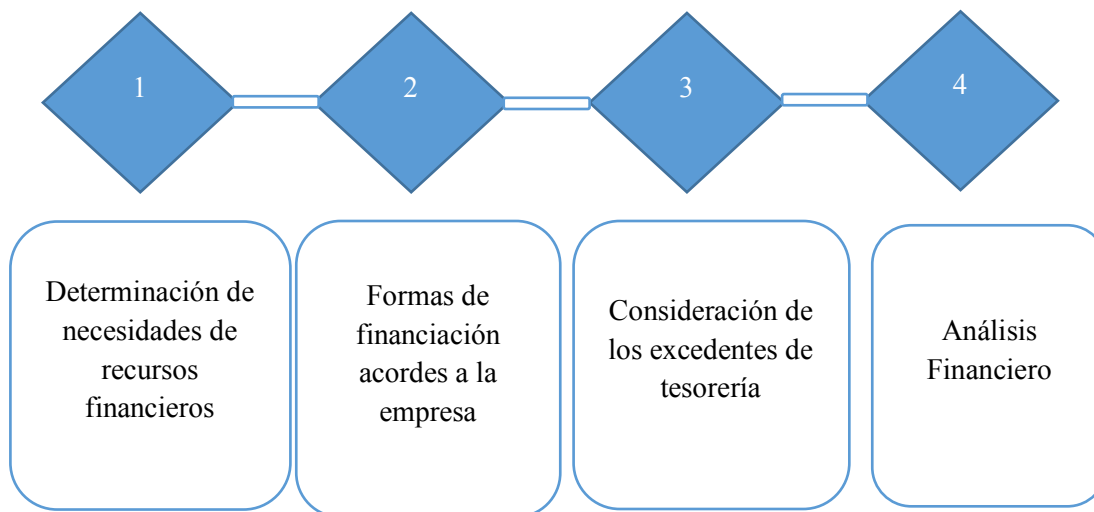 1
2
3
4
Determinación de
necesidades de
recursos
financieros
Formas de
financiación
acordes a la
empresa
Consideración de
los excedentes de
tesorería
Análisis
Financiero